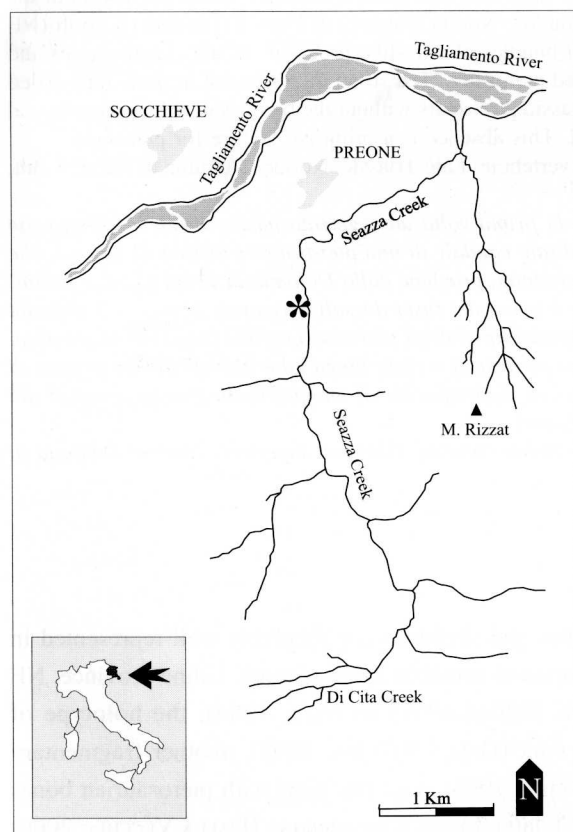 Tagliamento River
SOCCHIEVE
Tagliamento River
PREONE
Seazza Creek
*
M. Rizzat
Seazza Creek
Di Cita Creek
1 Km
N